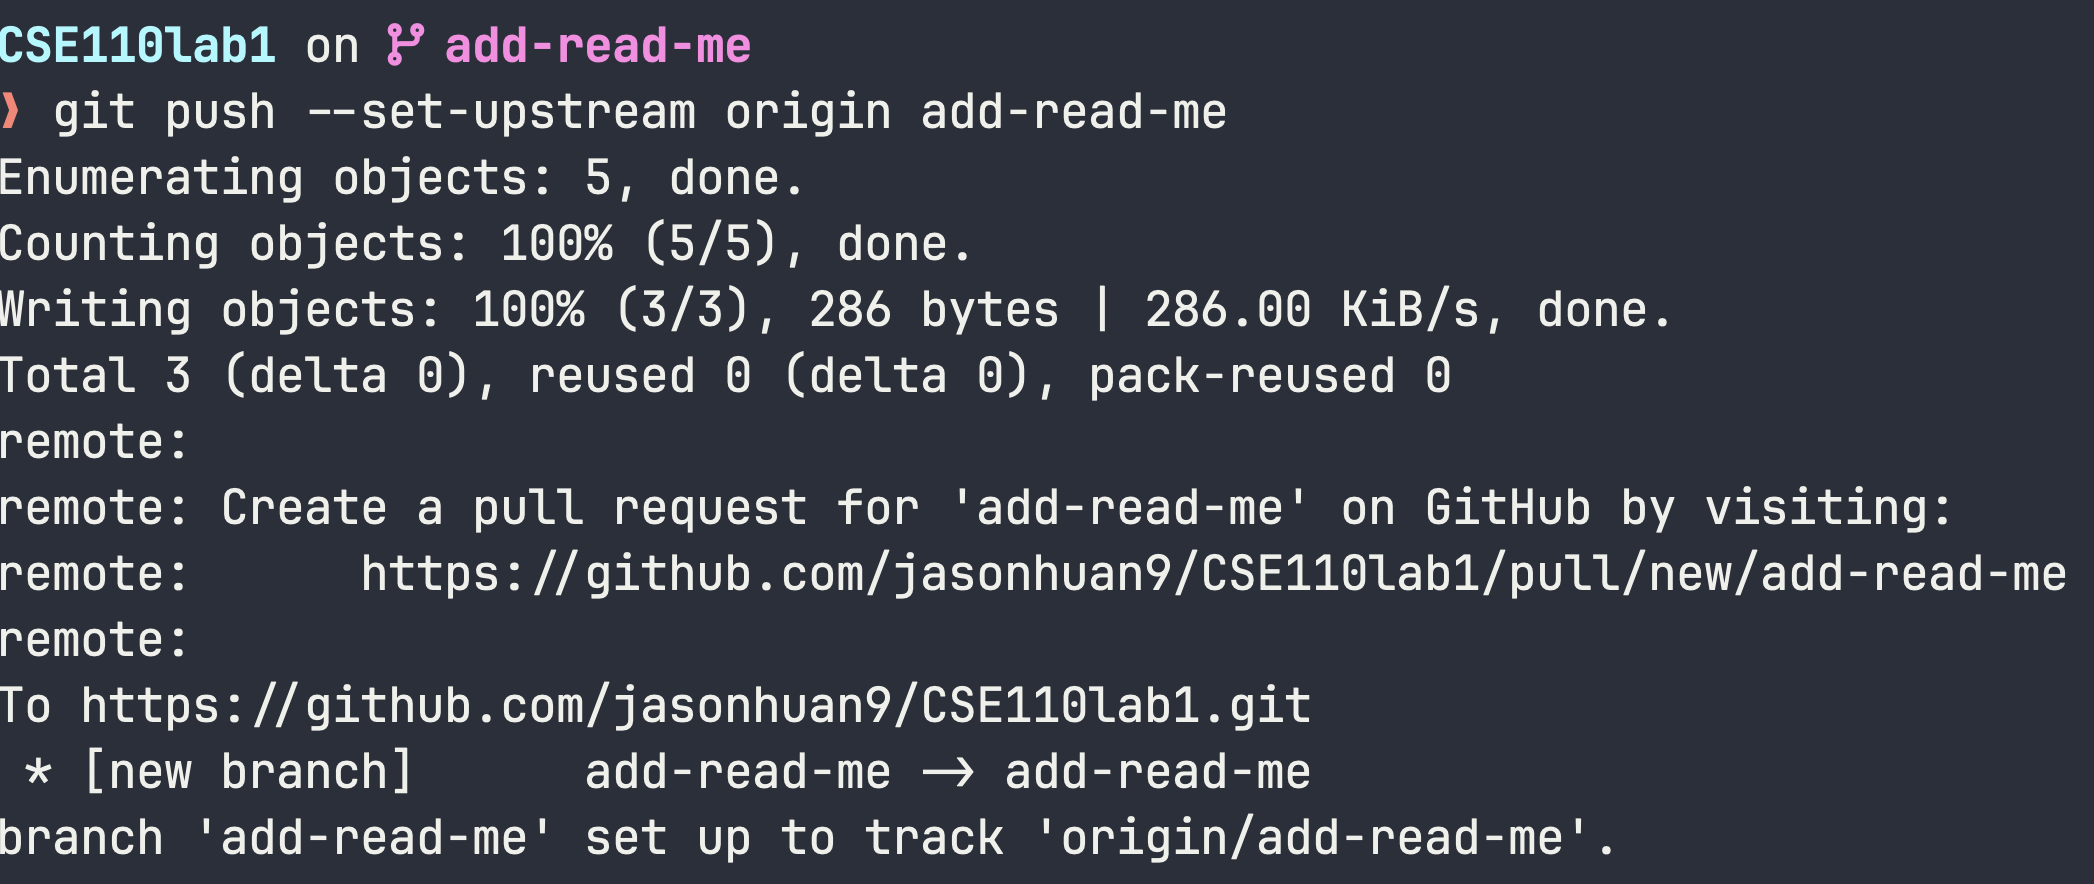 CSE110lab1 on add-read-me
❯ git push --set-upstream origin add-read-me
Enumerating objects: 5, done.
Counting objects: 100% (5/5), done.
Writing objects: 100% (3/3), 286 bytes | 286.00 KiB/s, done.
Total 3 (delta 0), reused 0 (delta 0), pack-reused 0
remote:
remote: Create a pull request for 'add-read-me' on GitHub by visiting:
remote:      https://github.com/jasonhuan9/CSE110lab1/pull/new/add-read-me
remote:
To https://github.com/jasonhuan9/CSE110lab1.git
 * [new branch]      add-read-me -> add-read-me
branch 'add-read-me' set up to track 'origin/add-read-me'.